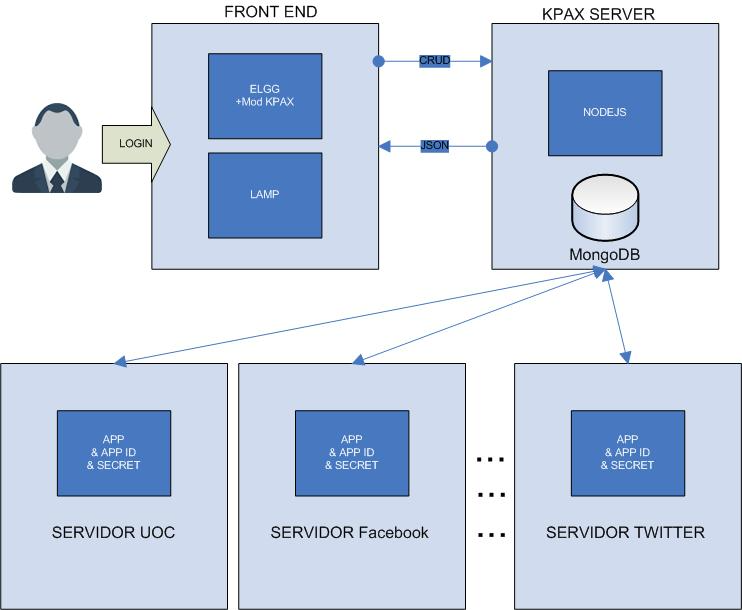 FRONT END
KPAX SERVER
ELGG
+Mod KPAX
CRUD
NODEJS
LOGIN
JSON
LAMP
MongoDB
APP
& APP ID
& SECRET
APP
& APP ID
& SECRET
APP
& APP ID
& SECRET
...
...
...
SERVIDOR UOC
SERVIDOR Facebook
SERVIDOR TWITTER